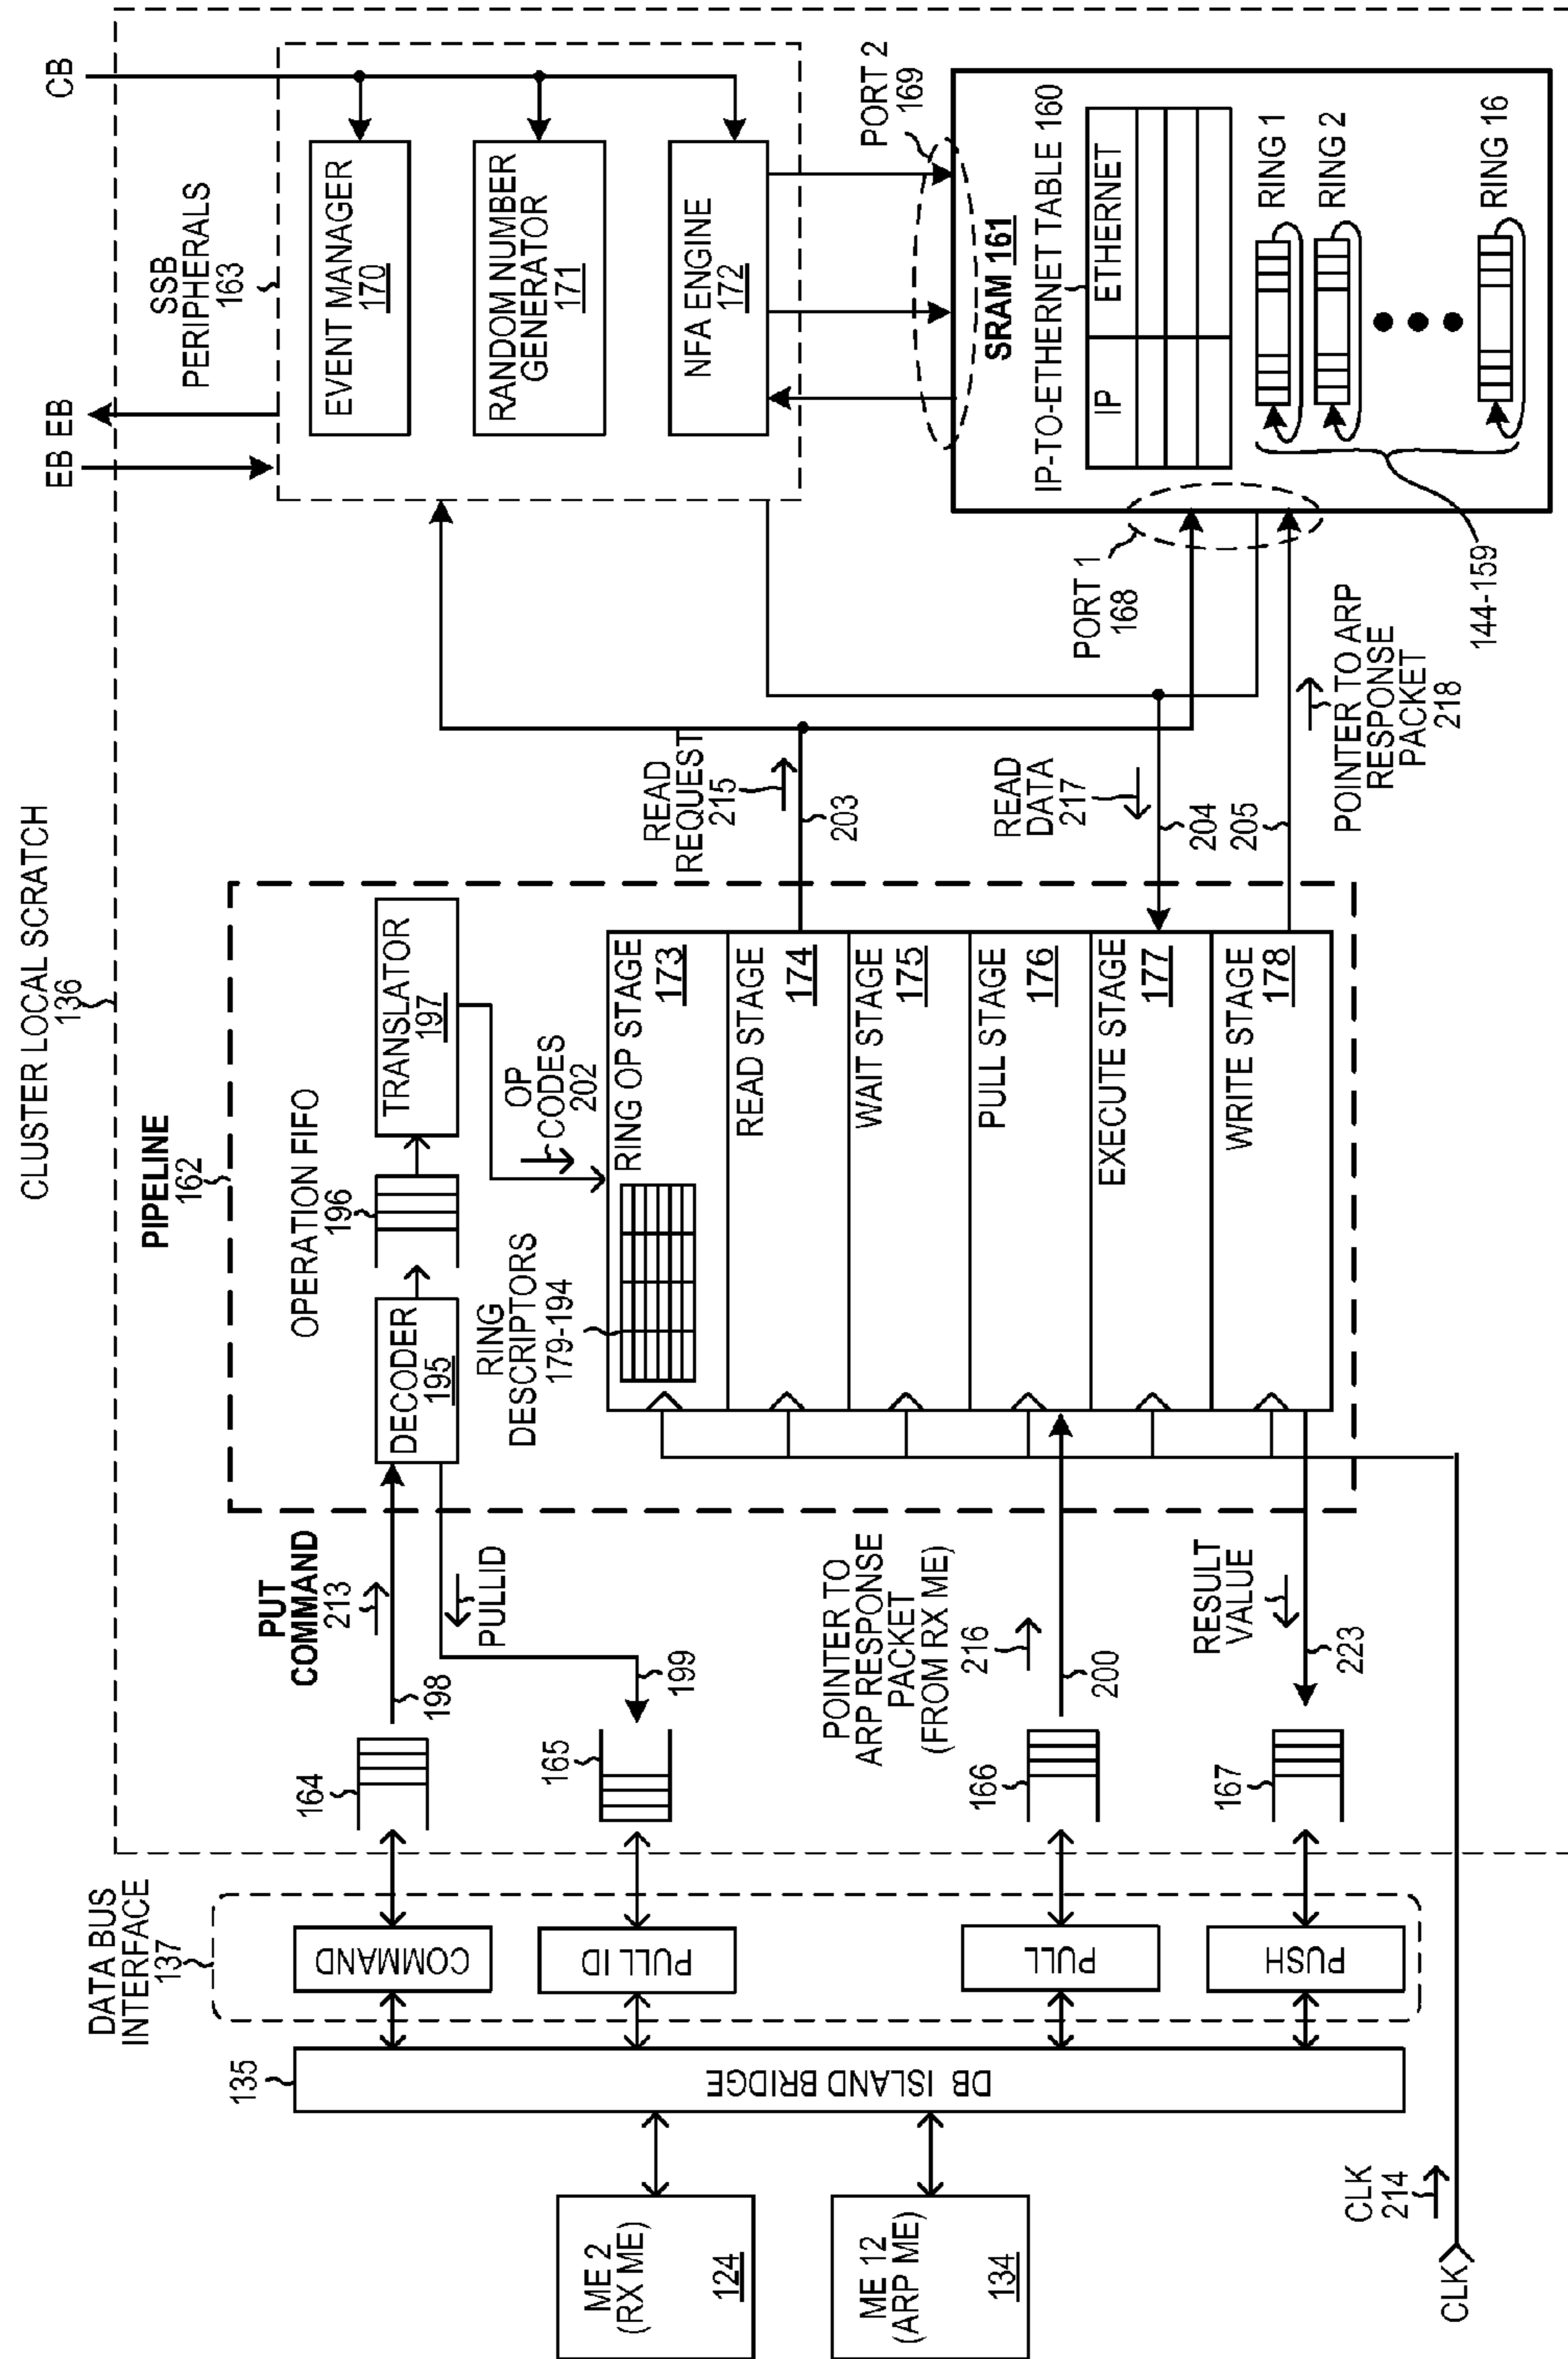 CLUSTER LOCAL SCRATCH
136
CB
EB EB
SSB
PERIPHERALS
163
EVENT MANAGER
170
RANDOM NUMBER
GENERATOR
171
NFA ENGINE
172
PORT 2
169
SRAM 161
IP-TO-ETHERNET TABLE 160
IP
ETHERNET
RING 1
RING 2
RING 16
144-159
PORT 1
168
POINTER TO ARP
RESPONSE
PACKET
218
READ
REQUEST
215
203
READ
DATA
217
204
205
PIPELINE
162
OPERATION FIFO
196
DECODER
195
TRANSLATOR
197
OP
CODES
202
RING
DESCRIPTORS
179-194
RING OP STAGE
173
READ STAGE
174
WAIT STAGE
175
PULL STAGE
176
EXECUTE STAGE
177
WRITE STAGE
178
PUT
COMMAND
213
198
PULLID
199
POINTER TO
ARP RESPONSE
PACKET
(FROM RX ME)
216
200
RESULT
VALUE
223
164
165
166
167
DATA BUS
INTERFACE
137
COMMAND
PULL ID
PULL
PUSH
135
DB ISLAND BRIDGE
ME 2
(RX ME)
124
ME 12
(ARP ME)
134
CLK
214
CLK